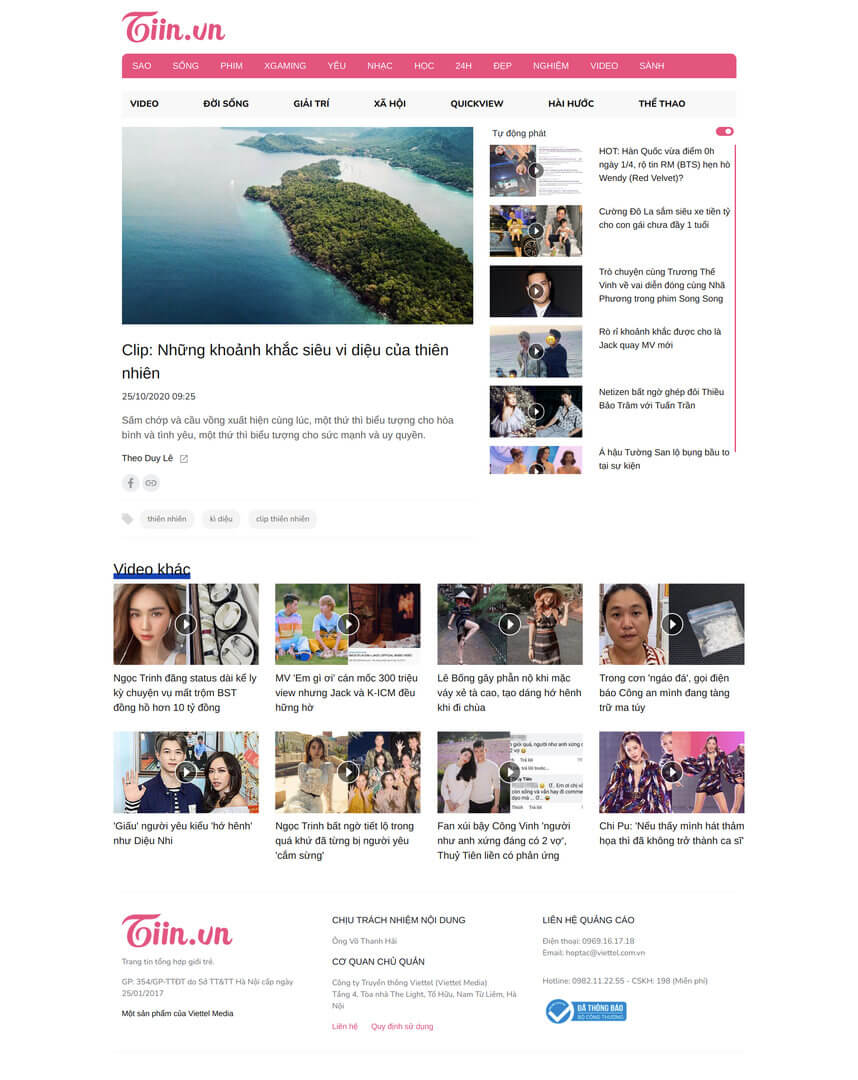 Tiin.vn
SAO SỐNG PHIM XGAMING YÊU NHẠC HỌC 24H ĐẸP NGHIỆM VIDEO SÀNH
VIDEO ĐỜI SỐNG GIẢI TRÍ XÃ HỘI QUICKVIEW HÀI HƯỚC THỂ THAO
Clip: Những khoảnh khắc siêu vi diệu của thiên
nhiên
25/10/2020 09:25
Sấm chớp và cầu vồng xuất hiện cùng lúc, một thứ thì biểu tượng cho hòa
bình và tình yêu, một thứ thì biểu tượng cho sức mạnh và uy quyền.
Theo Duy Lê
thiên nhiên kì diệu clip thiên nhiên
Tự động phát
HOT: Hàn Quốc vừa điểm 0h
ngày 1/4, rộ tin RM (BTS) hẹn hò
Wendy (Red Velvet)?
Cường Đô La sắm siêu xe tiền tỷ
cho con gái chưa đầy 1 tuổi
Trò chuyện cùng Trương Thế
Vinh về vai diễn đóng cùng Nhã
Phương trong phim Song Song
Rò rỉ khoảnh khắc được cho là
Jack quay MV mới
Netizen bất ngờ ghép đôi Thiều
Bảo Trâm với Tuấn Trần
Á hậu Tường San lộ bụng bầu to
tại sự kiện
Video khác
Ngọc Trinh đăng status dài kể ly
kỳ chuyện vụ mất trộm BST
đồng hồ hơn 10 tỷ đồng
MV 'Em gì ơi' cán mốc 300 triệu
view nhưng Jack và K-ICM đều
hững hờ
Lê Bống gây phẫn nộ khi mặc
váy xẻ tà cao, tạo dáng hớ hênh
khi đi chùa
Trong cơn 'ngáo đá', gọi điện
báo Công an mình đang tàng
trữ ma túy
'Giấu' người yêu kiểu 'hớ hênh'
như Diệu Nhi
Ngọc Trinh bất ngờ tiết lộ trong
quá khứ đã từng bị người yêu
'cắm sừng'
Fan xúi bậy Công Vinh 'người
như anh xứng đáng có 2 vợ',
Thuỷ Tiên liền có phản ứng
Chi Pu: 'Nếu thấy mình hát thảm
họa thì đã không trở thành ca sĩ'
Tiin.vn
Trang tin tổng hợp giới trẻ.
GP: 354/GP-TTĐT do Sở TT&TT Hà Nội cấp ngày
25/01/2017
Một sản phẩm của Viettel Media
CHỊU TRÁCH NHIỆM NỘI DUNG
Ông Võ Thanh Hải
CƠ QUAN CHỦ QUẢN
Công ty Truyền thông Viettel (Viettel Media)
Tầng 4, Tòa nhà The Light, Tố Hữu, Nam Từ Liêm, Hà
Nội
Liên hệ Quy định sử dụng
LIÊN HỆ QUẢNG CÁO
Điện thoại: 0969.16.17.18
Email: hoptac@viettel.com.vn
Hotline: 0982.11.22.55 - CSKH: 198 (Miễn phí)
ĐÃ THÔNG BÁO
BỘ CÔNG THƯƠNG